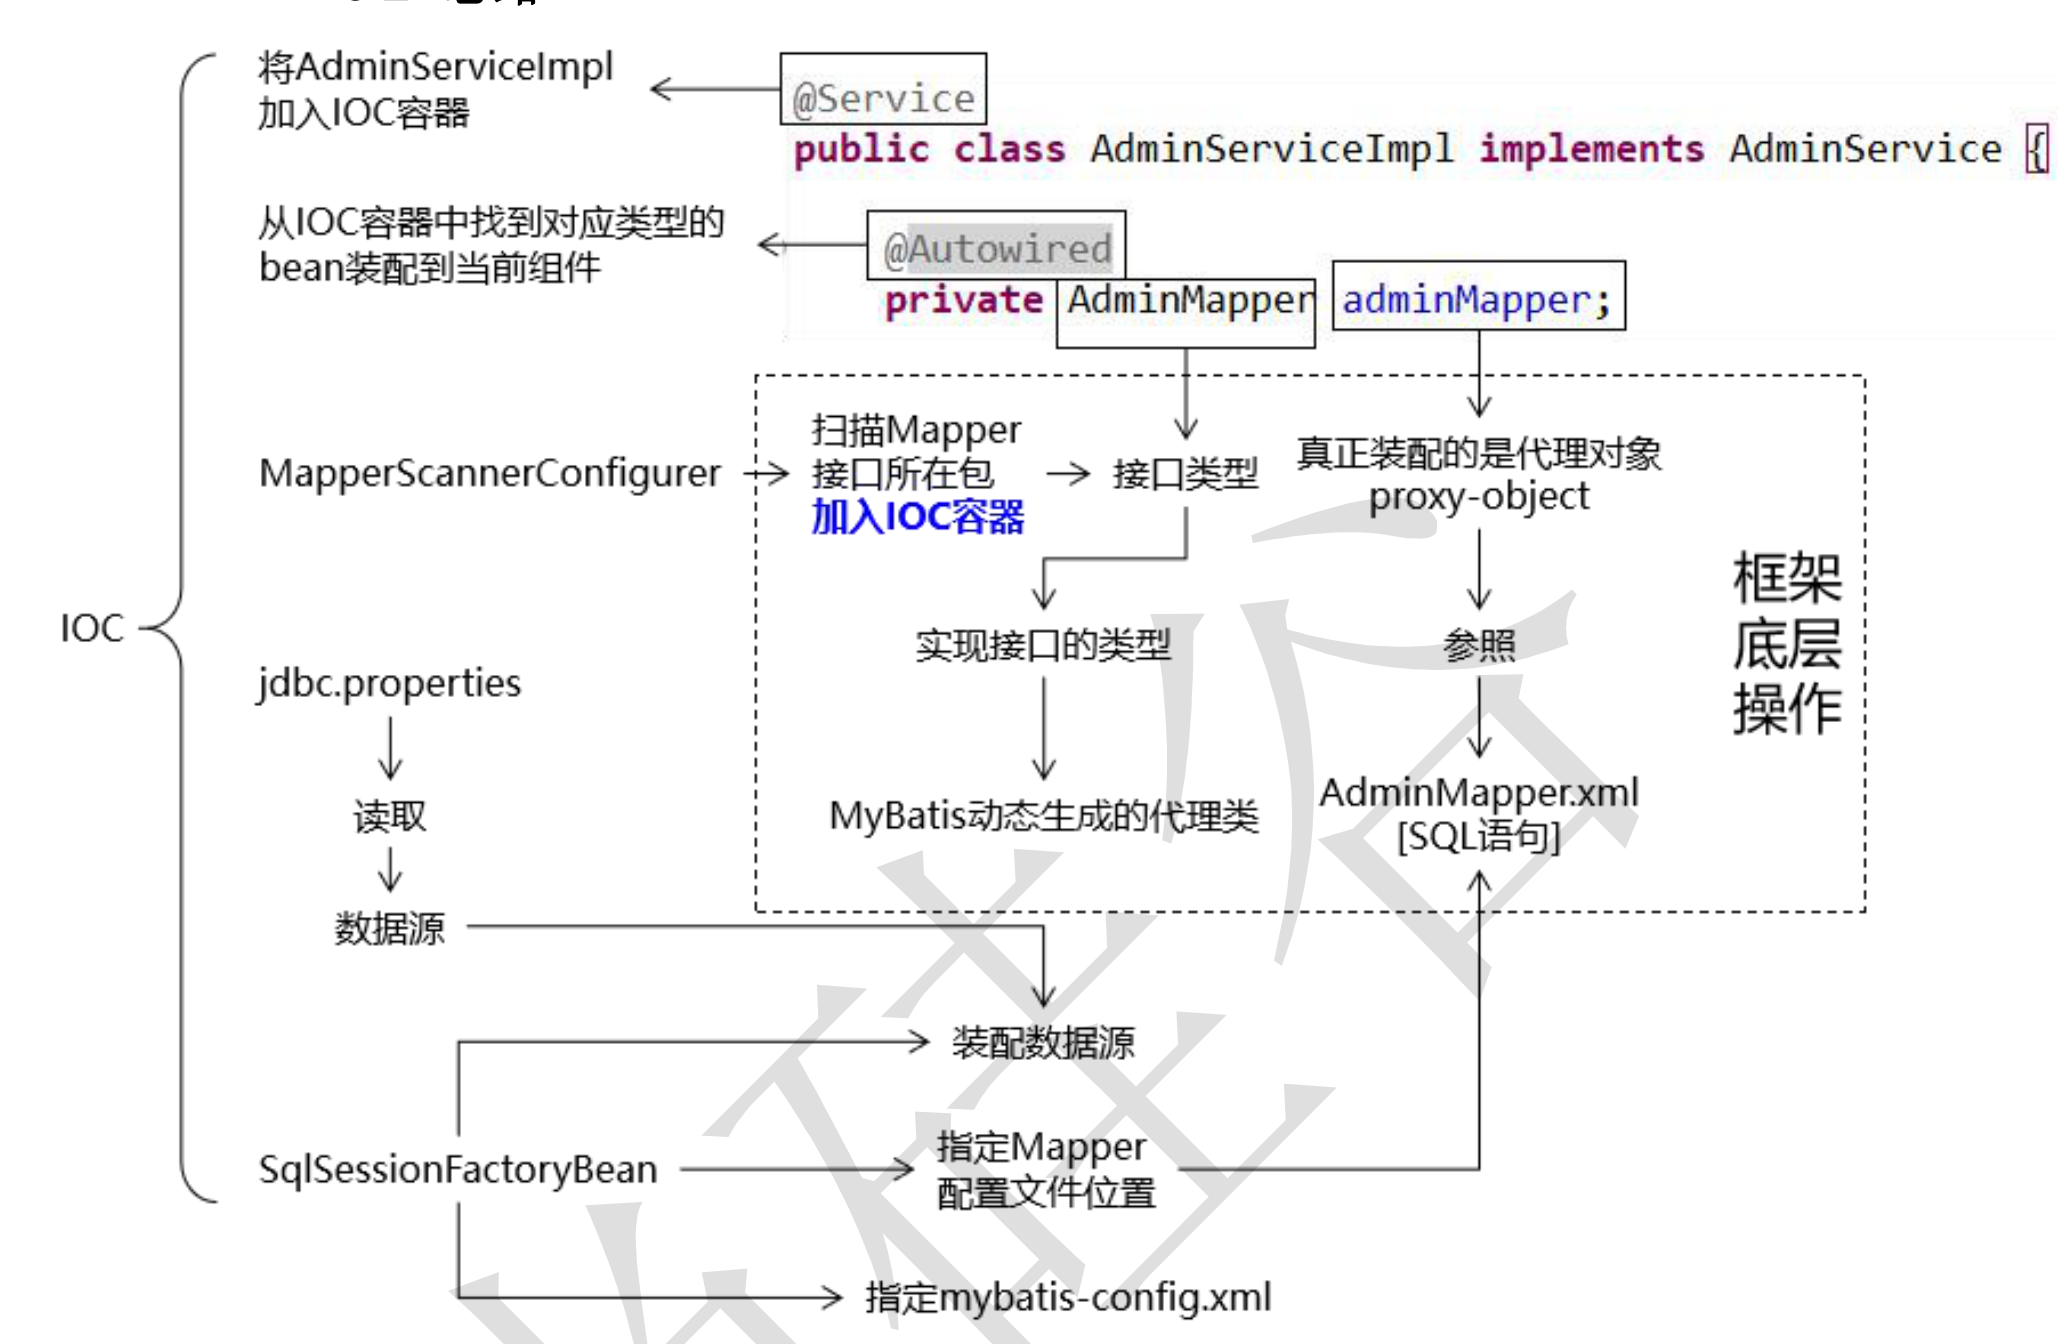 将AdminServiceImpl
加入IOC容器
@Service
public class AdminServiceImpl implements AdminService {
从IOC容器中找到对应类型的
bean装配到当前组件
@Autowired
private AdminMapper adminMapper;
MapperScannerConfigurer
扫描Mapper
接口所在包
加入IOC容器
接口类型
真正装配的是代理对象
proxy-object
框架
底层
操作
IOC
实现接口的类型
参照
jdbc.properties
读取
MyBatis动态生成的代理类
AdminMapper.xml
[SQL语句]
数据源
装配数据源
SqlSessionFactoryBean
指定Mapper
配置文件位置
指定mybatis-config.xml
硅谷